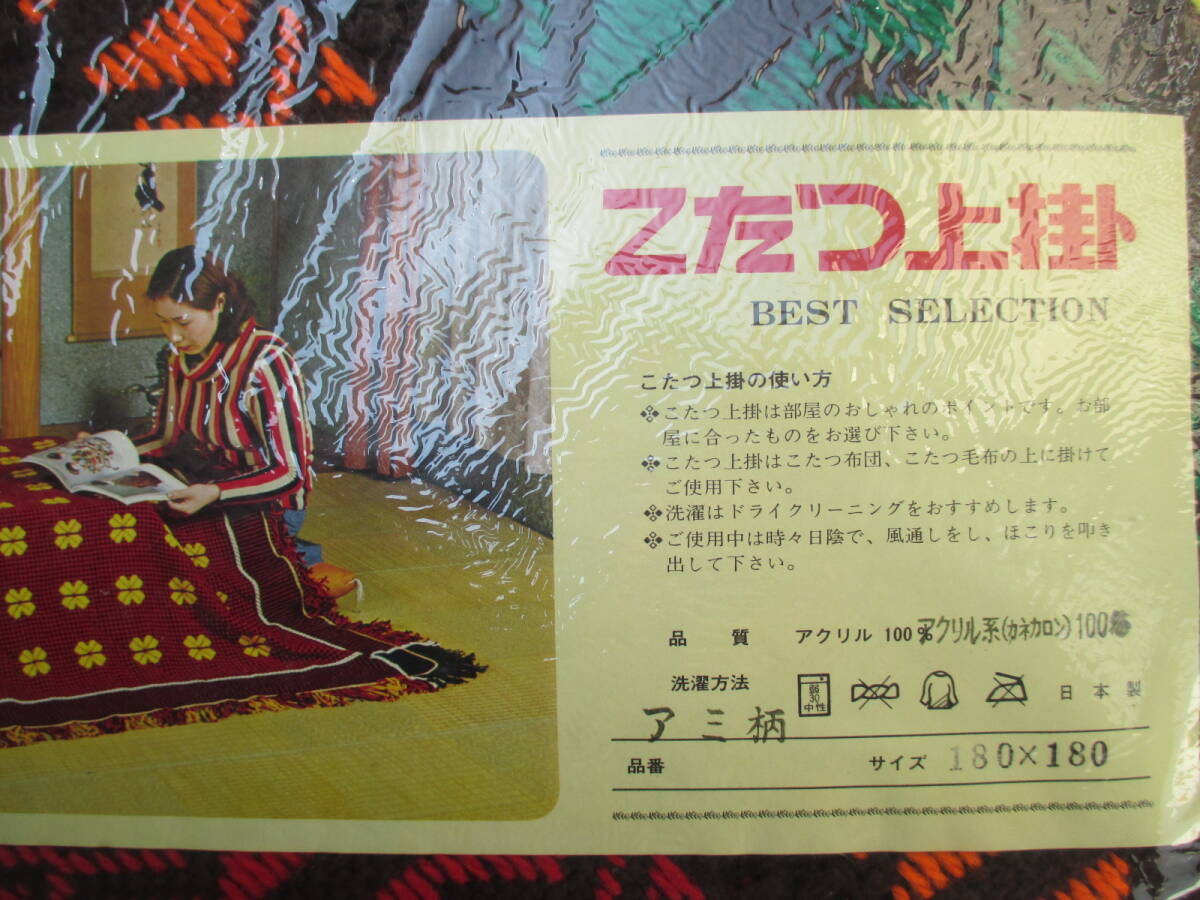 こたつ上掛
BEST SELECTION
こたつ上掛の使い方
こたつ上掛は部屋のおしゃれのポイントです。お部
屋に合ったものをお選び下さい。
こたつ上掛はこたつ布団、こたつ毛布の上に掛けて
ご使用下さい。
洗濯はドライクリーニングをおすすめします。
ご使用中は時々日陰で、風通しをし、ほこりを叩き
出して下さい。
品 質 アクリル 100% アクリル系(カネカロン)100%
洗濯方法 弱 30 中性 日本製
アミ柄
品番 サイズ 180×180